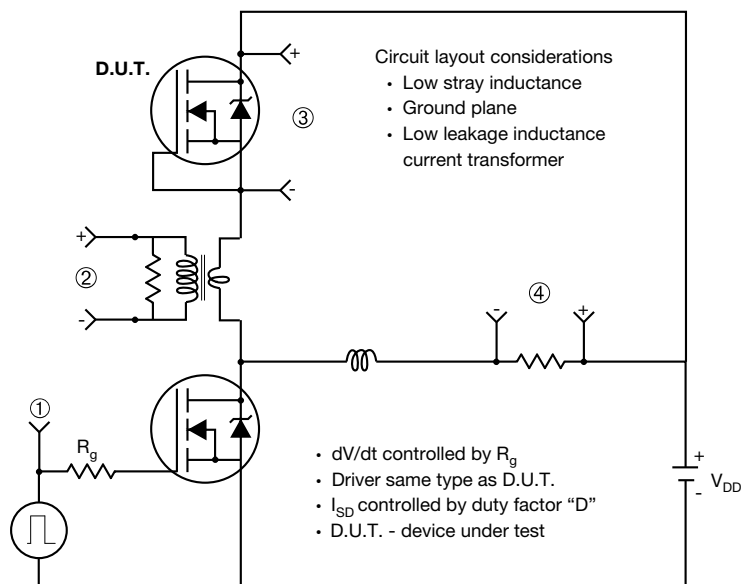 D.U.T.
+
Circuit layout considerations
• Low stray inductance
• Ground plane
• Low leakage inductance
current transformer
③
-
+
②
-
④
-
+
①
R_g
• dV/dt controlled by R_g
• Driver same type as D.U.T.
• I_SD controlled by duty factor “D”
• D.U.T. - device under test
+
-
V_DD